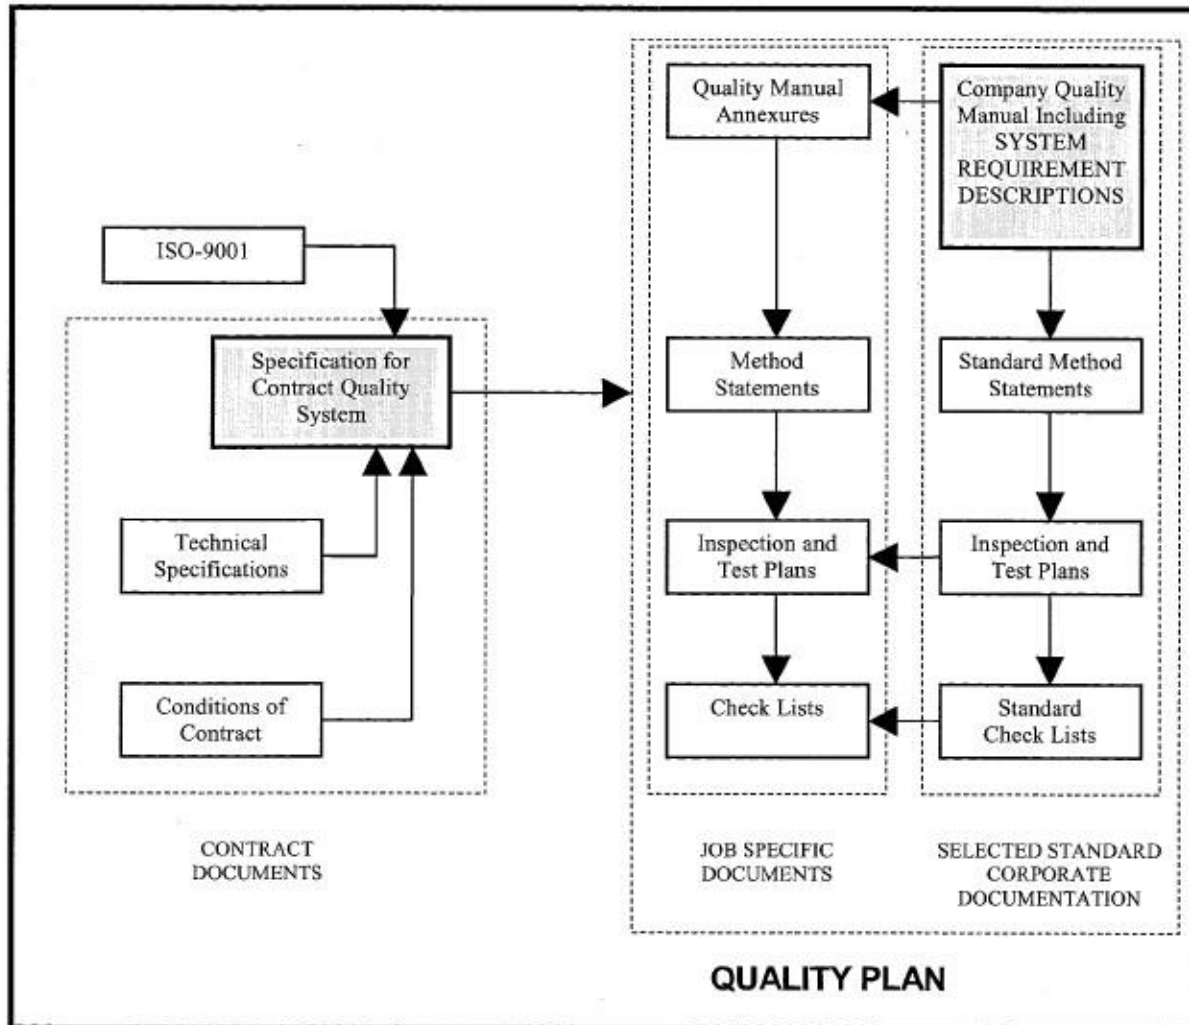 Quality Manual
Annexures
Company Quality
Manual Including
SYSTEM
REQUIREMENT
DESCRIPTIONS
ISO-9001
Specification for
Contract Quality
System
Method
Statements
Standard Method
Statements
Technical
Specifications
Inspection and
Test Plans
Inspection and
Test Plans
Conditions of
Contract
Check Lists
Standard
Check Lists
CONTRACT
DOCUMENTS
JOB SPECIFIC
DOCUMENTS
SELECTED STANDARD
CORPORATE
DOCUMENTATION
QUALITY PLAN